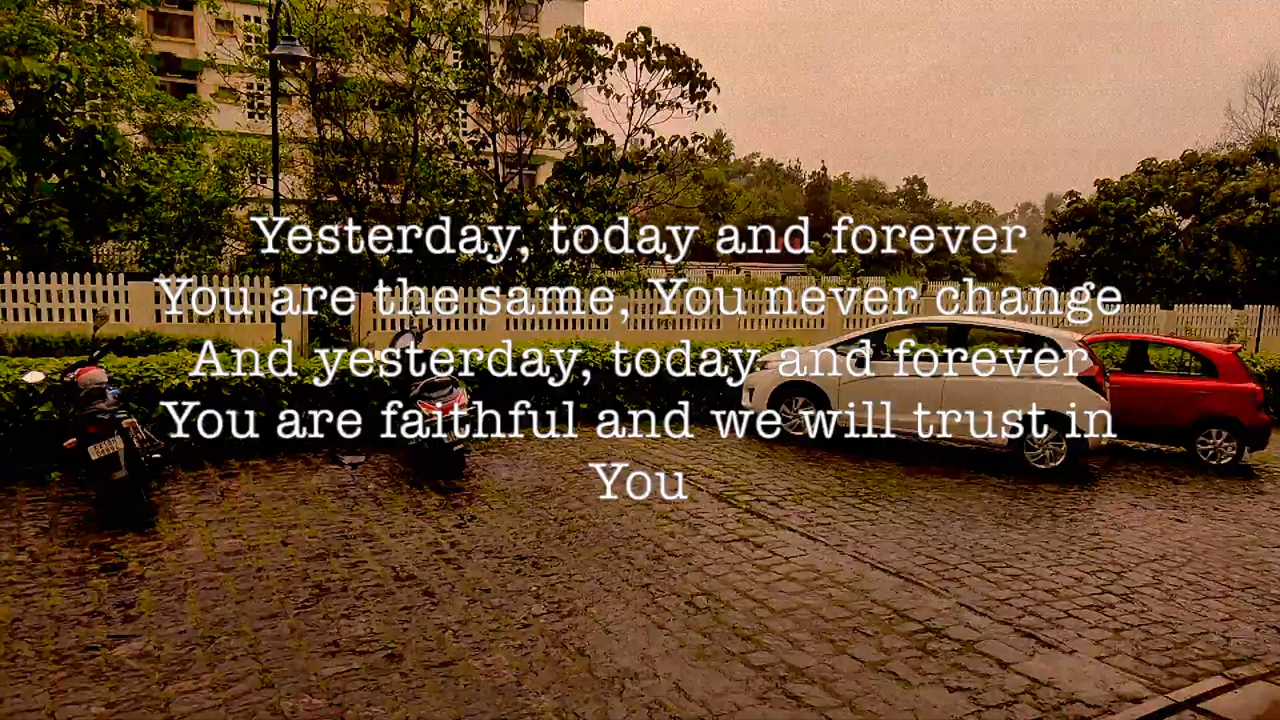 Yesterday, today and forever
You are the same, You never change
And yesterday, today and forever
You are faithful and we will trust in
You